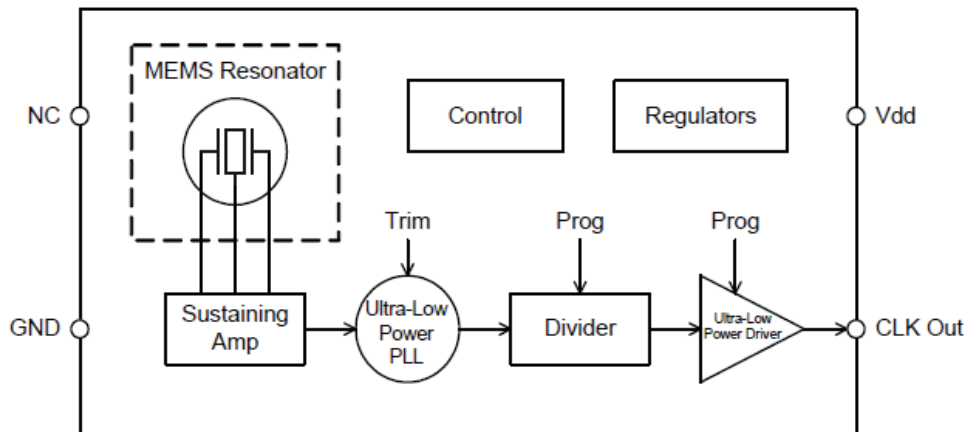 MEMS Resonator
NC
Control
Regulators
Vdd
Trim
Prog
Prog
GND
Sustaining
Amp
Ultra-Low
Power
PLL
Divider
Ultra-Low
Power Driver
CLK Out